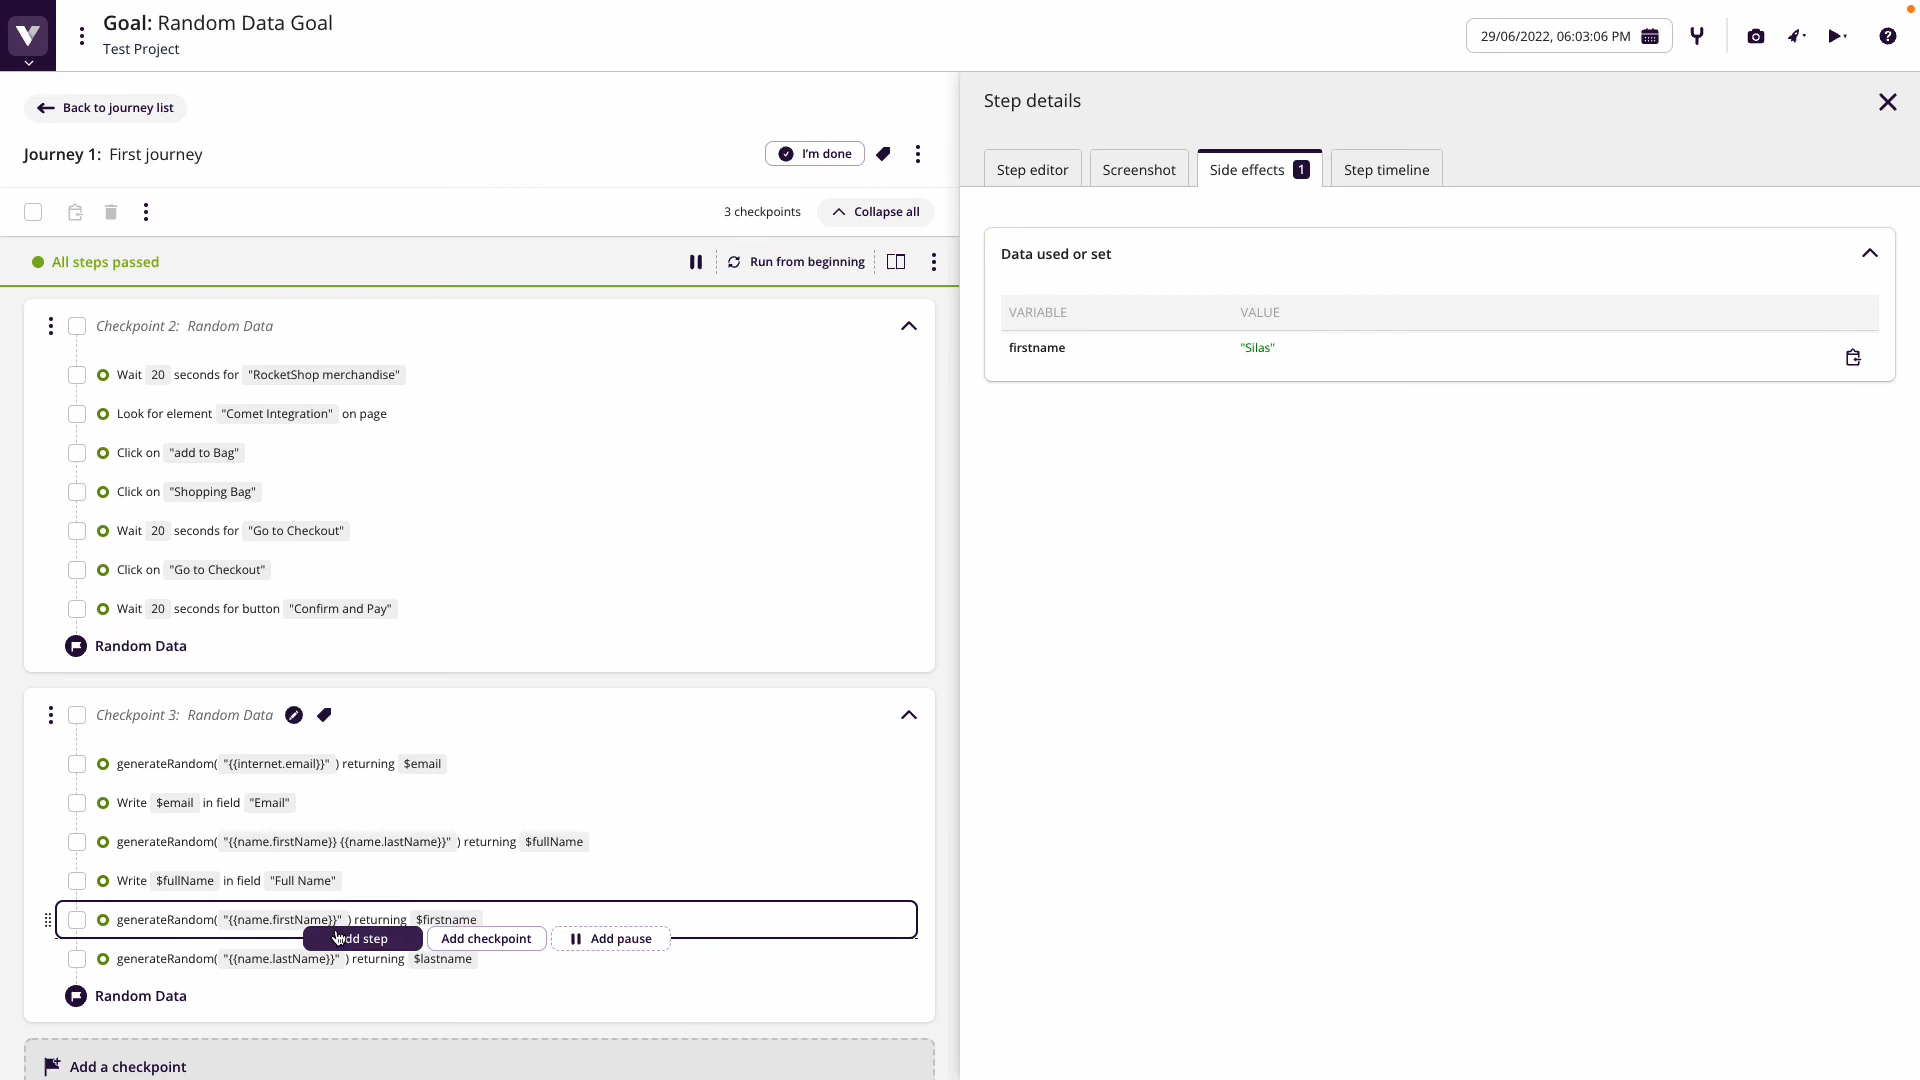 Goal: Random Data Goal
Test Project
29/06/2022, 06:03:06 PM
Back to journey list
Journey 1: First journey
I'm done
3 checkpoints
Collapse all
All steps passed
Run from beginning
Checkpoint 2: Random Data
Wait 20 seconds for "RocketShop merchandise"
Look for element "Comet Integration" on page
Click on "add to Bag"
Click on "Shopping Bag"
Wait 20 seconds for "Go to Checkout"
Click on "Go to Checkout"
Wait 20 seconds for button "Confirm and Pay"
Random Data
Checkpoint 3: Random Data
generateRandom( "{{internet.email}}" ) returning $email
Write $email in field "Email"
generateRandom( "{{name.firstName}} {{name.lastName}}" ) returning $fullName
Write $fullName in field "Full Name"
generateRandom( "{{name.firstName}}" ) returning $firstname
step
Add checkpoint
Add pause
generateRandom( "{{name.lastName}}" ) returning $lastname
Random Data
Add a checkpoint
Step details
Step editor
Screenshot
Side effects 1
Step timeline
Data used or set
VARIABLE VALUE
firstname "Silas"